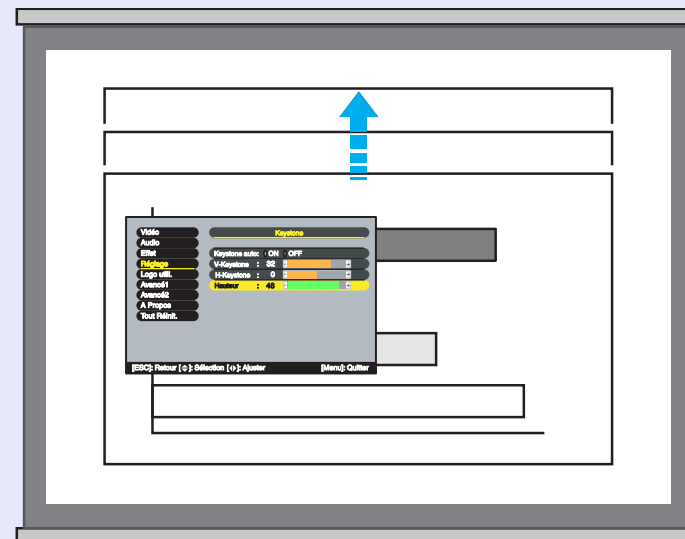 Vidéo
Audio
Effet
Réglage
Logo utili.
Avancé1
Avancé2
A Propos
Tout Réinit.
Keystone
Keystone auto: ON OFF
V-Keystone : 32 - +
H-Keystone : 0 - +
Hauteur : 48 - +
[ESC]: Retour [ ]: Sélection [ ]: Ajuster [Menu]: Quitter